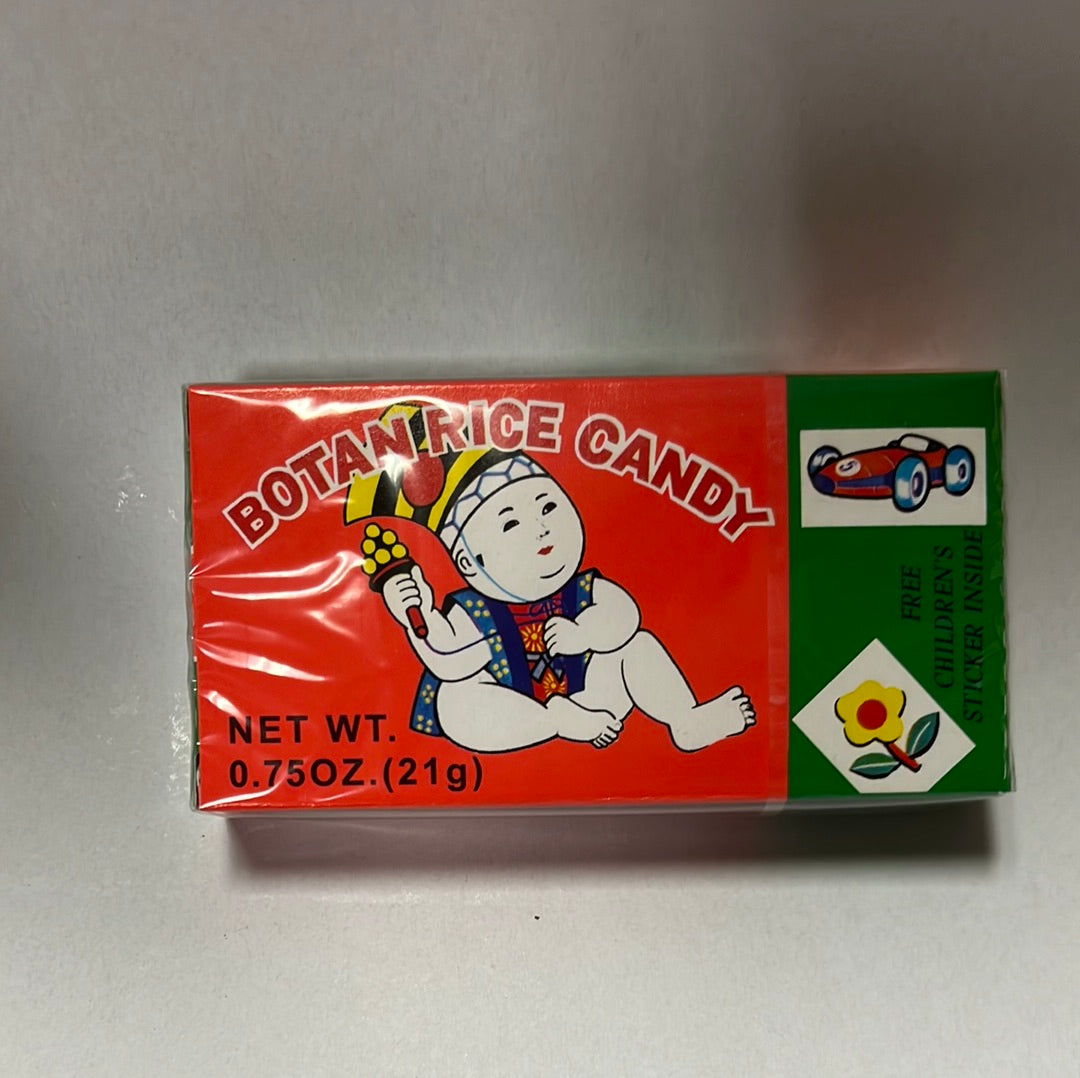 BOTAN RICE CANDY
NET WT.
0.75OZ.(21g)
FREE
CHILDREN'S
STICKER INSIDE